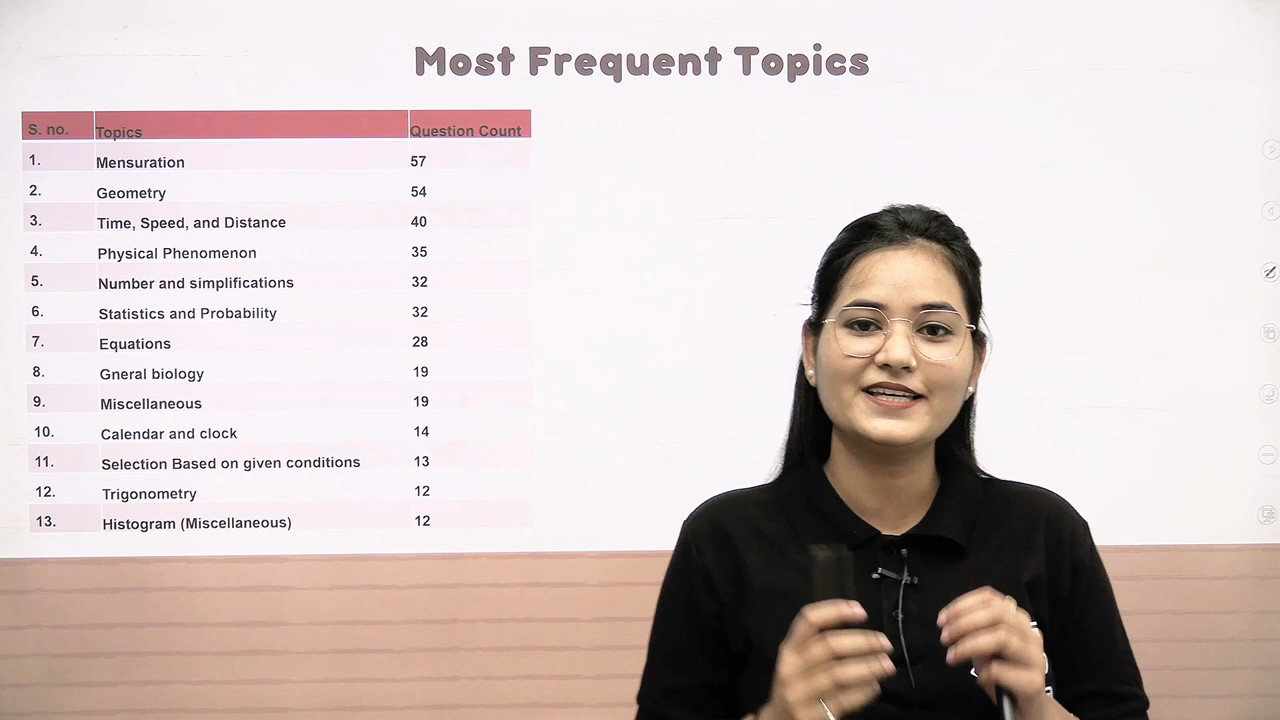 Most Frequent Topics
S. no. Topics Question Count
1. Mensuration 57
2. Geometry 54
3. Time, Speed, and Distance 40
4. Physical Phenomenon 35
5. Number and simplifications 32
6. Statistics and Probability 32
7. Equations 28
8. Gneral biology 19
9. Miscellaneous 19
10. Calendar and clock 14
11. Selection Based on given conditions 13
12. Trigonometry 12
13. Histogram (Miscellaneous) 12